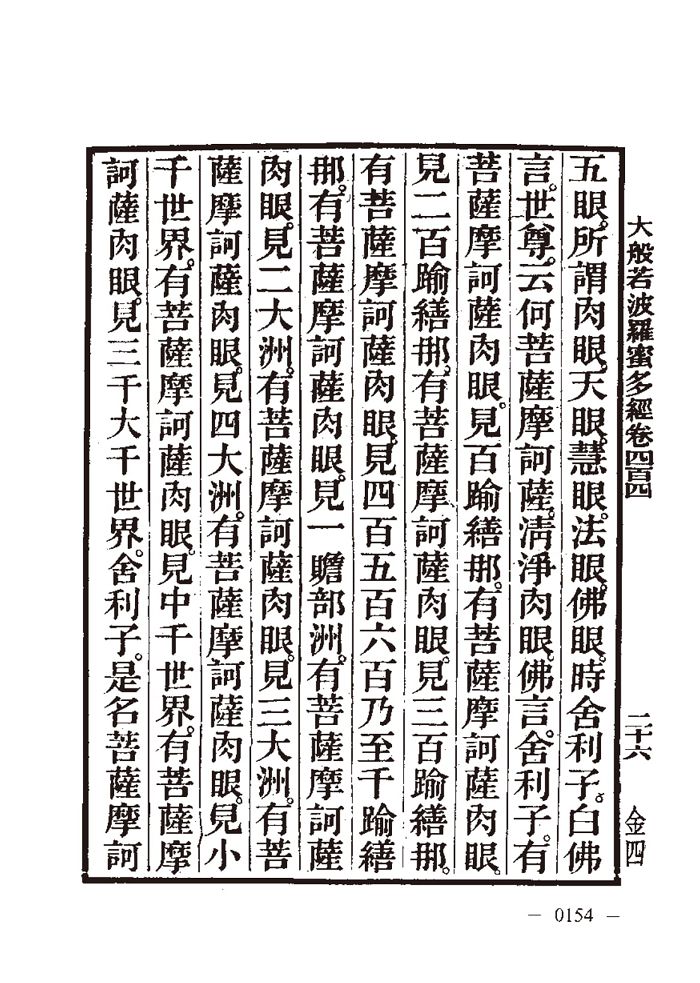 大般若波羅蜜多經卷四百四
二十六
金四
五眼。所謂肉眼。天眼。慧眼。法眼。佛眼。時舍利子。白佛
言。世尊。云何菩薩摩訶薩。清淨肉眼。佛言。舍利子。有
菩薩摩訶薩肉眼。見百踰繕那。有菩薩摩訶薩肉眼。
見二百踰繕那。有菩薩摩訶薩肉眼。見三百踰繕那。
有菩薩摩訶薩肉眼。見四百五百六百乃至千踰繕
那。有菩薩摩訶薩肉眼。見一贍部洲。有菩薩摩訶薩
肉眼。見二大洲。有菩薩摩訶薩肉眼。見三大洲。有菩
薩摩訶薩肉眼。見四大洲。有菩薩摩訶薩肉眼。見小
千世界。有菩薩摩訶薩肉眼。見中千世界。有菩薩摩
訶薩肉眼。見三千大千世界。舍利子。是名菩薩摩訶
— 0154 —